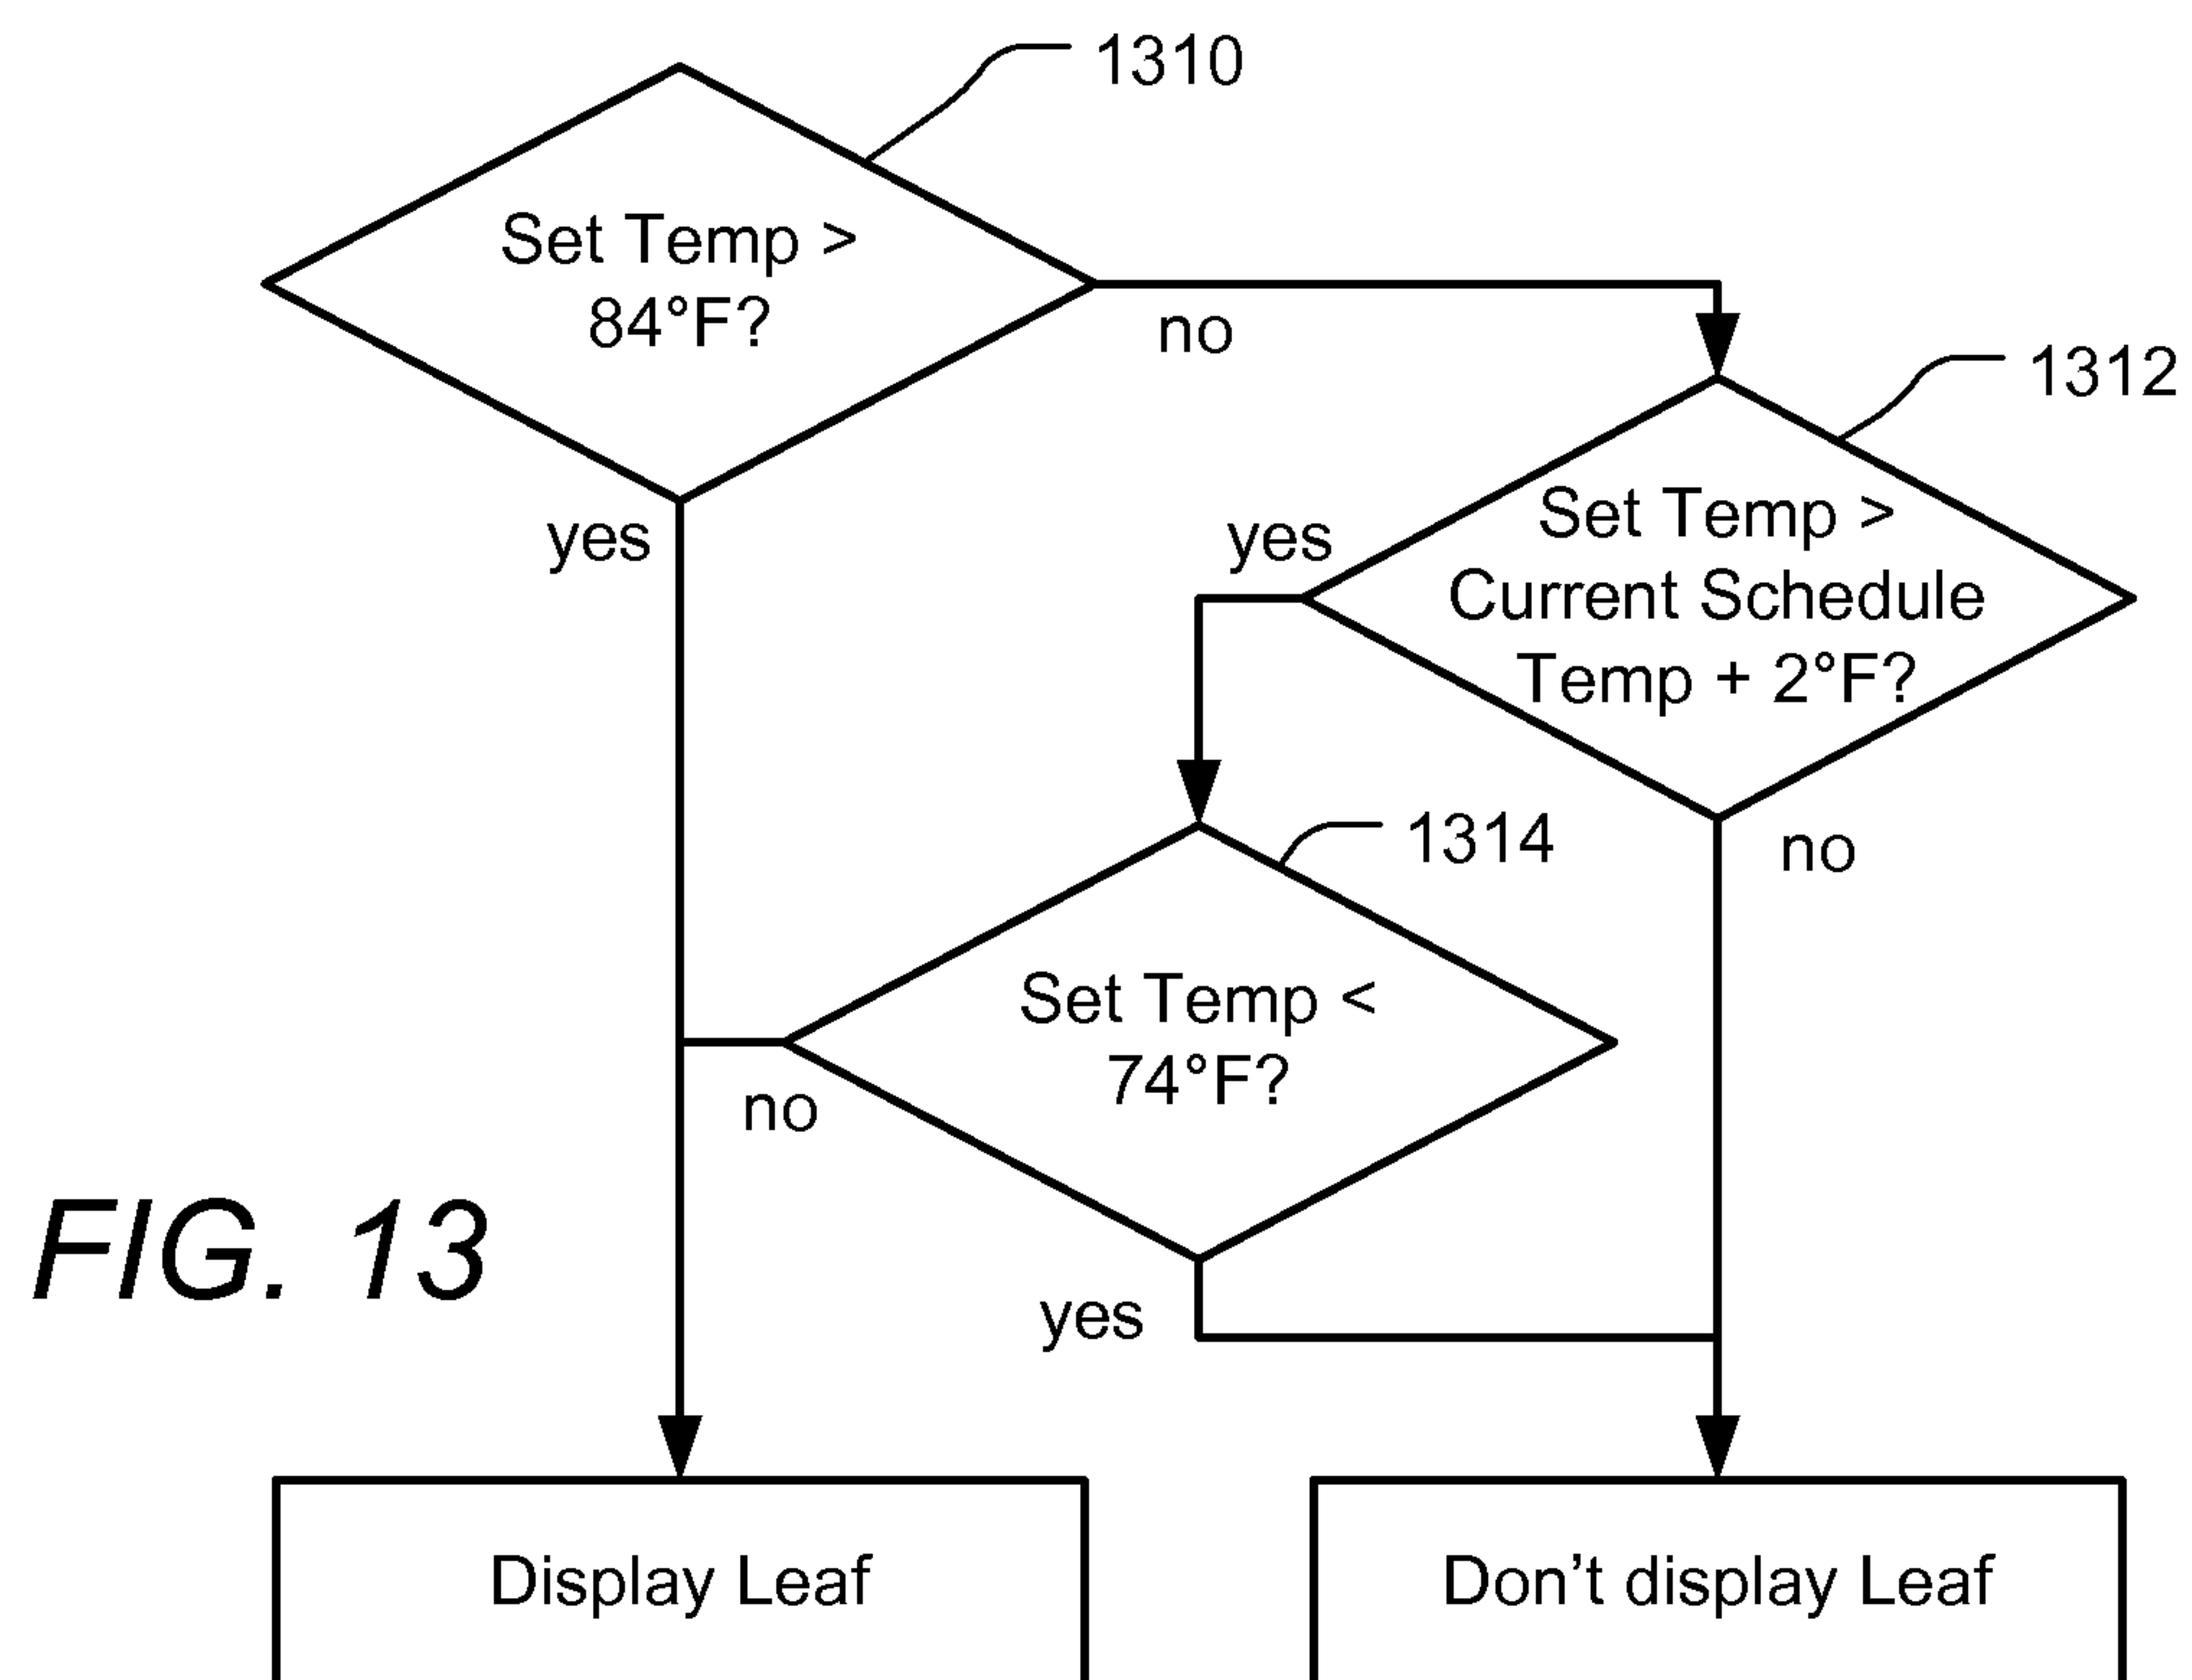 1310
Set Temp >
84°F?
no
1312
yes
Set Temp >
Current Schedule
Temp + 2°F?
yes
1314
no
Set Temp <
74°F?
no
FIG. 13
yes
Display Leaf
Don't display Leaf